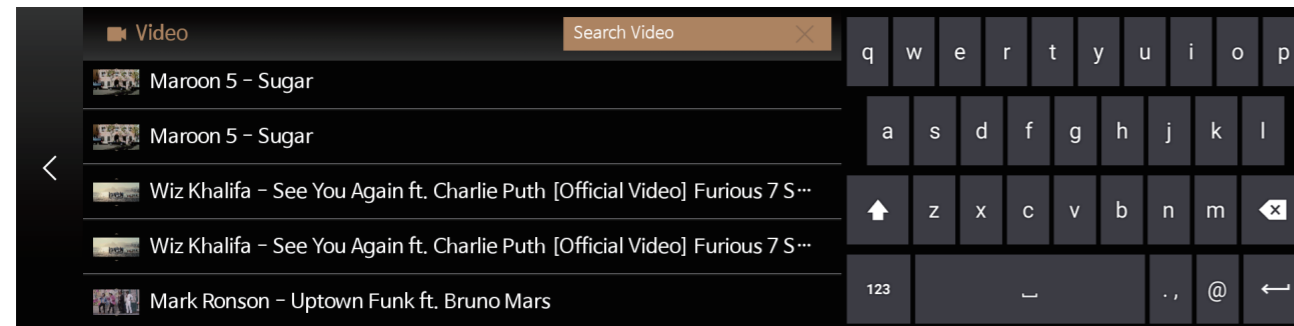 Video
Search Video
Maroon 5 - Sugar
Maroon 5 - Sugar
Wiz Khalifa - See You Again ft. Charlie Puth [Official Video] Furious 7 S···
Wiz Khalifa - See You Again ft. Charlie Puth [Official Video] Furious 7 S···
Mark Ronson - Uptown Funk ft. Bruno Mars
q w e r t y u i o p
a s d f g h j k l
z x c v b n m
123 . , @